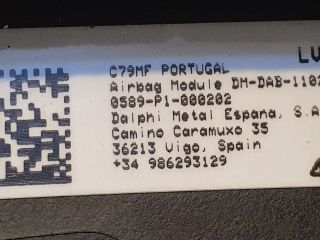 LV
C79MF PORTUGAL
Airbag Module DM-DAB-110
0589-P1-000202
Dalphi Metal Espana, S.A
Camino Caramuxo 35
36213 Vigo, Spain
+34 986293129